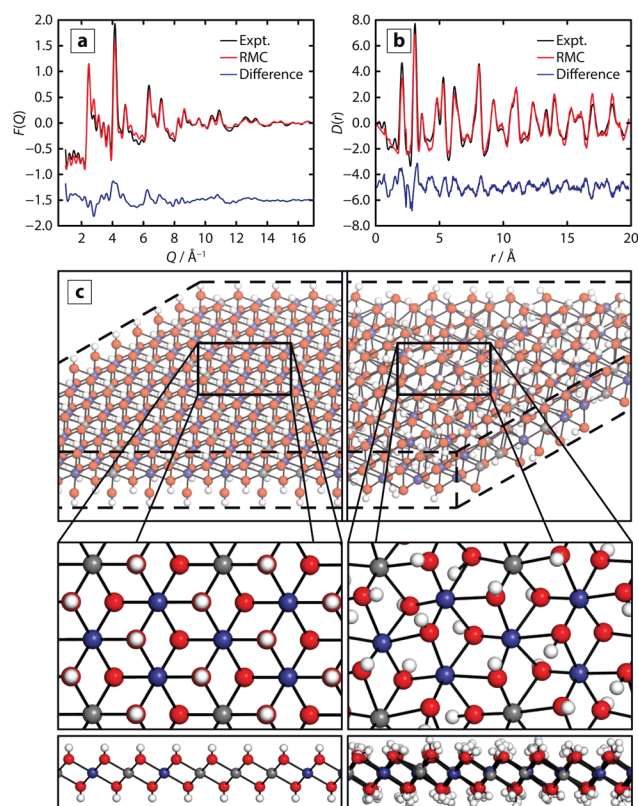 a
Expt.
RMC
Difference
2.0
1.5
1.0
0.5
0.0
−0.5
−1.0
−1.5
−2.0
F(Q)
2 4 6 8 10 12 14 16
Q / Å⁻¹
b
Expt.
RMC
Difference
8.0
6.0
4.0
2.0
0.0
−2.0
−4.0
−6.0
−8.0
D(r)
0 5 10 15 20
r / Å
c